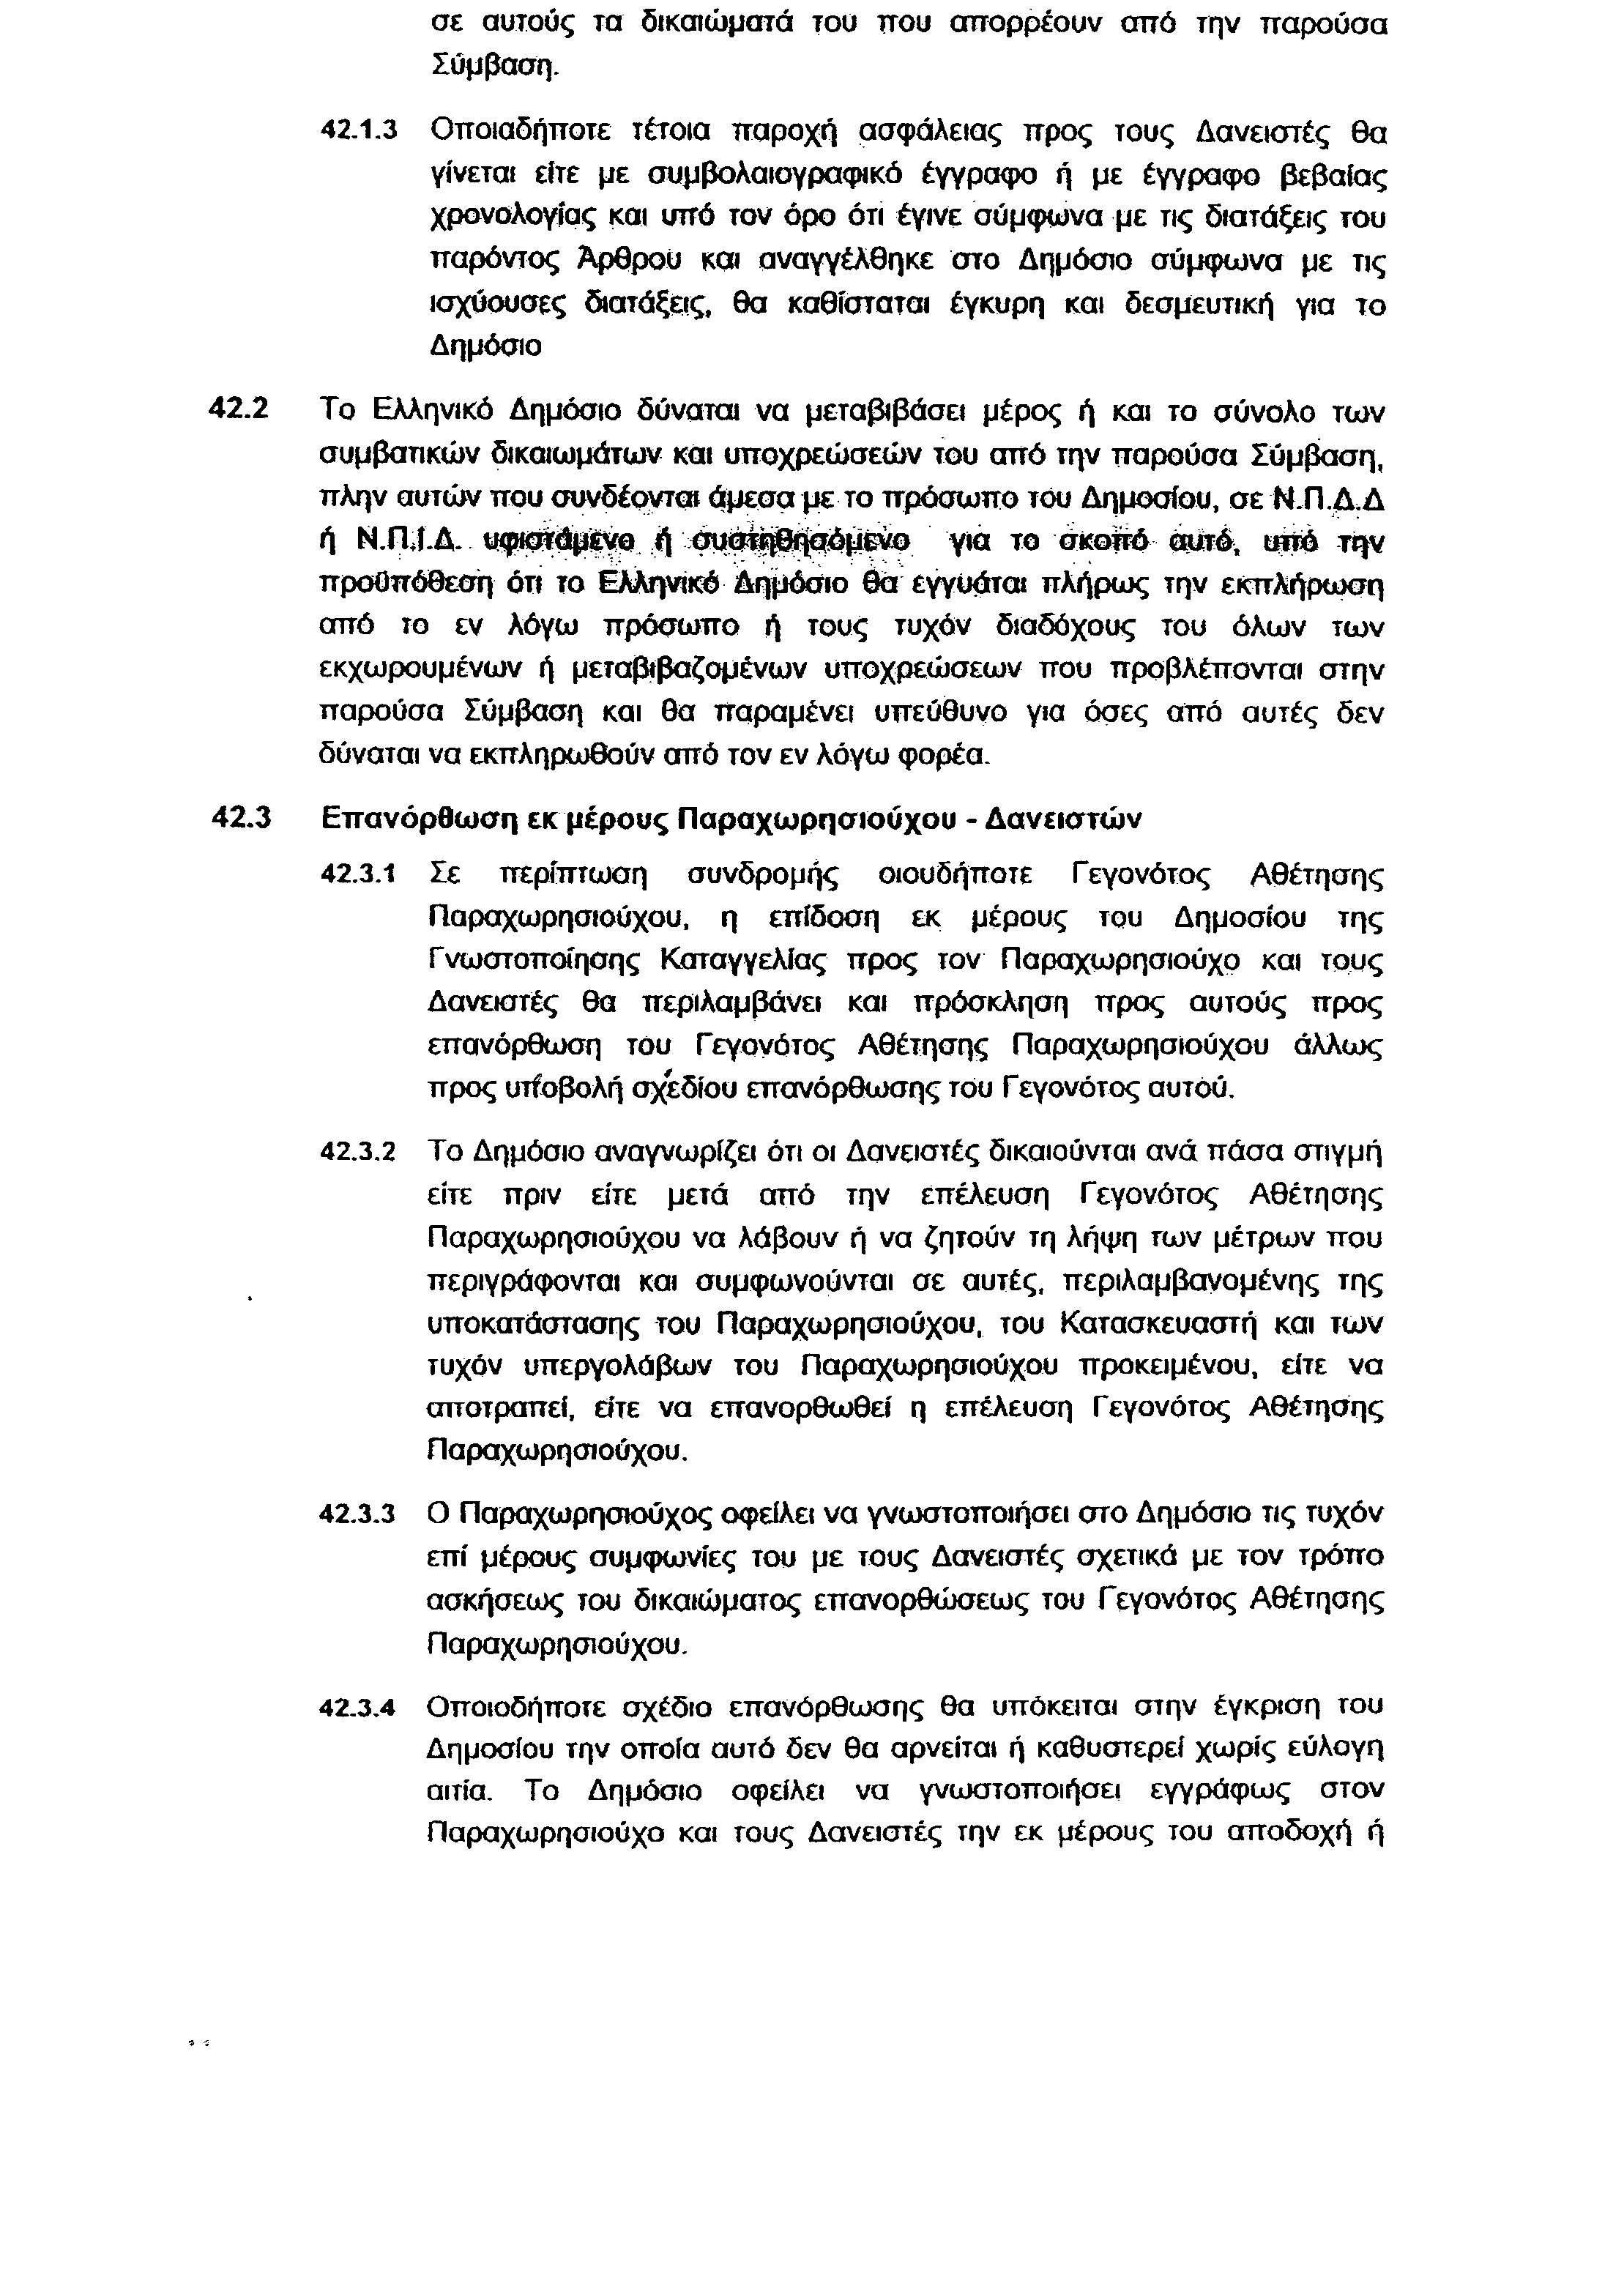 σε αυτούς τα δικαιώματά του που απορρέουν από την παρούσα
Σύμβαση.
42.1.3 Οποιαδήποτε τέτοια παροχή ασφάλειας προς τους Δανειστές θα
γίνεται είτε με συμβολαιογραφικό έγγραφο ή με έγγραφο βεβαίας
χρονολογίας και υπό τον όρο ότι έγινε σύμφωνα με τις διατάξεις του
παρόντος Άρθρου και αναγγέλθηκε στο Δημόσιο σύμφωνα με τις
ισχύουσες διατάξεις, θα καθίσταται έγκυρη και δεσμευτική για το
Δημόσιο
42.2 Το Ελληνικό Δημόσιο δύναται να μεταβιβάσει μέρος ή και το σύνολο των
συμβατικών δικαιωμάτων και υποχρεώσεών του από την παρούσα Σύμβαση,
πλην αυτών που συνδέονται άμεσα με το πρόσωπο του Δημοσίου, σε Ν.Π.Δ.Δ
ή Ν.Π.Ι.Δ. υφιστάμενο ή συστηθησόμενο για το σκοπό αυτό, υπό την
προϋπόθεση ότι το Ελληνικό Δημόσιο θα εγγυάται πλήρως την εκπλήρωση
από το εν λόγω πρόσωπο ή τους τυχόν διαδόχους του όλων των
εκχωρουμένων ή μεταβιβαζομένων υποχρεώσεων που προβλέπονται στην
παρούσα Σύμβαση και θα παραμένει υπεύθυνο για όσες από αυτές δεν
δύναται να εκπληρωθούν από τον εν λόγω φορέα.
42.3 Επανόρθωση εκ μέρους Παραχωρησιούχου - Δανειστών
42.3.1 Σε περίπτωση συνδρομής οιουδήποτε Γεγονότος Αθέτησης
Παραχωρησιούχου, η επίδοση εκ μέρους του Δημοσίου της
Γνωστοποίησης Καταγγελίας προς τον Παραχωρησιούχο και τους
Δανειστές θα περιλαμβάνει και πρόσκληση προς αυτούς προς
επανόρθωση του Γεγονότος Αθέτησης Παραχωρησιούχου άλλως
προς υποβολή σχεδίου επανόρθωσης του Γεγονότος αυτού.
42.3.2 Το Δημόσιο αναγνωρίζει ότι οι Δανειστές δικαιούνται ανά πάσα στιγμή
είτε πριν είτε μετά από την επέλευση Γεγονότος Αθέτησης
Παραχωρησιούχου να λάβουν ή να ζητούν τη λήψη των μέτρων που
περιγράφονται και συμφωνούνται σε αυτές, περιλαμβανομένης της
υποκατάστασης του Παραχωρησιούχου, του Κατασκευαστή και των
τυχόν υπεργολάβων του Παραχωρησιούχου προκειμένου, είτε να
αποτραπεί, είτε να επανορθωθεί η επέλευση Γεγονότος Αθέτησης
Παραχωρησιούχου.
42.3.3 Ο Παραχωρησιούχος οφείλει να γνωστοποιήσει στο Δημόσιο τις τυχόν
επί μέρους συμφωνίες του με τους Δανειστές σχετικά με τον τρόπο
ασκήσεως του δικαιώματος επανορθώσεως του Γεγονότος Αθέτησης
Παραχωρησιούχου.
42.3.4 Οποιοδήποτε σχέδιο επανόρθωσης θα υπόκειται στην έγκριση του
Δημοσίου την οποία αυτό δεν θα αρνείται ή καθυστερεί χωρίς εύλογη
αιτία. Το Δημόσιο οφείλει να γνωστοποιήσει εγγράφως στον
Παραχωρησιούχο και τους Δανειστές την εκ μέρους του αποδοχή ή